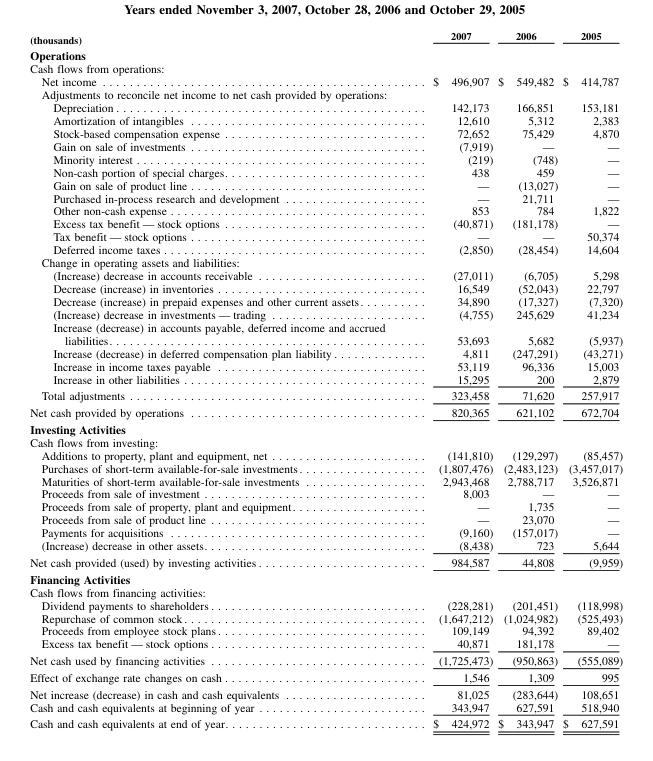 Years ended November 3, 2007, October 28, 2006 and October 29, 2005
(thousands) 2007 2006 2005
Operations
Cash flows from operations:
Net income $ 496,907 $ 549,482 $ 414,787
Adjustments to reconcile net income to net cash provided by operations:
Depreciation 142,173 166,851 153,181
Amortization of intangibles 12,610 5,312 2,383
Stock-based compensation expense 72,652 75,429 4,870
Gain on sale of investments (7,919) — —
Minority interest (219) (748) —
Non-cash portion of special charges 438 459 —
Gain on sale of product line — (13,027) —
Purchased in-process research and development — 21,711 —
Other non-cash expense 853 784 1,822
Excess tax benefit — stock options (40,871) (181,178) —
Tax benefit — stock options — — 50,374
Deferred income taxes (2,850) (28,454) 14,604
Change in operating assets and liabilities:
(Increase) decrease in accounts receivable (27,011) (6,705) 5,298
Decrease (increase) in inventories 16,549 (52,043) 22,797
Decrease (increase) in prepaid expenses and other current assets 34,890 (17,327) (7,320)
(Increase) decrease in investments — trading (4,755) 245,629 41,234
Increase (decrease) in accounts payable, deferred income and accrued
liabilities 53,693 5,682 (5,937)
Increase (decrease) in deferred compensation plan liability 4,811 (247,291) (43,271)
Increase in income taxes payable 53,119 96,336 15,003
Increase in other liabilities 15,295 200 2,879
Total adjustments 323,458 71,620 257,917
Net cash provided by operations 820,365 621,102 672,704
Investing Activities
Cash flows from investing:
Additions to property, plant and equipment, net (141,810) (129,297) (85,457)
Purchases of short-term available-for-sale investments (1,807,476) (2,483,123) (3,457,017)
Maturities of short-term available-for-sale investments 2,943,468 2,788,717 3,526,871
Proceeds from sale of investment 8,003 — —
Proceeds from sale of property, plant and equipment — 1,735 —
Proceeds from sale of product line — 23,070 —
Payments for acquisitions (9,160) (157,017) —
(Increase) decrease in other assets (8,438) 723 5,644
Net cash provided (used) by investing activities 984,587 44,808 (9,959)
Financing Activities
Cash flows from financing activities:
Dividend payments to shareholders (228,281) (201,451) (118,998)
Repurchase of common stock (1,647,212) (1,024,982) (525,493)
Proceeds from employee stock plans 109,149 94,392 89,402
Excess tax benefit — stock options 40,871 181,178 —
Net cash used by financing activities (1,725,473) (950,863) (555,089)
Effect of exchange rate changes on cash 1,546 1,309 995
Net increase (decrease) in cash and cash equivalents 81,025 (283,644) 108,651
Cash and cash equivalents at beginning of year 343,947 627,591 518,940
Cash and cash equivalents at end of year $ 424,972 $ 343,947 $ 627,591